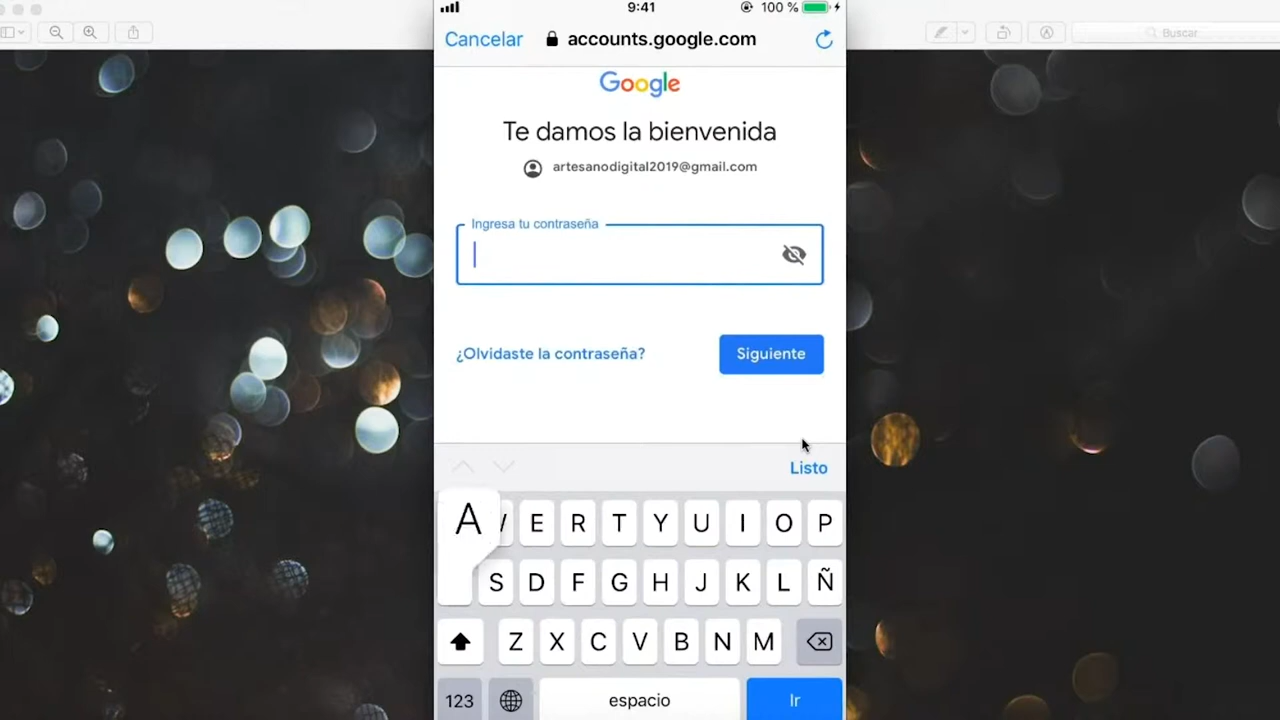 9:41
100 %
Buscar
Cancelar
accounts.google.com
Google
Te damos la bienvenida
artesanodigital2019@gmail.com
Ingresa tu contraseña
¿Olvidaste la contraseña?
Siguiente
Listo
A E R T Y U I O P
S D F G H J K L Ñ
Z X C V B N M
123
espacio
Ir